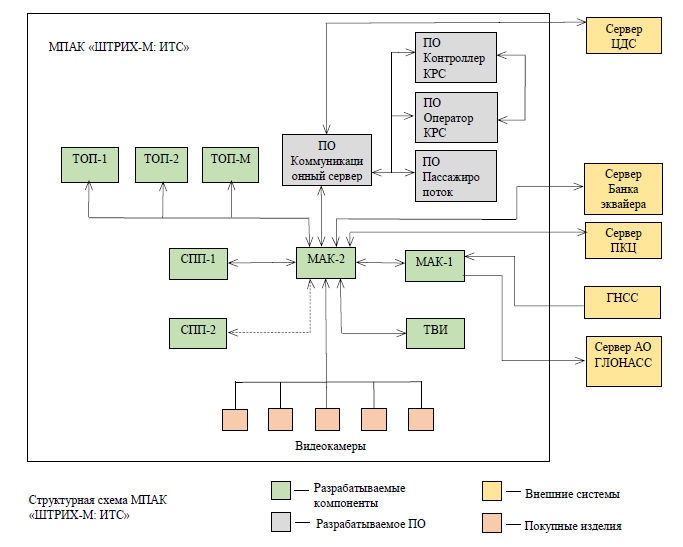 МПАК «ШТРИХ-М: ИТС»
ПО
Контроллер
КРС
Сервер
ЦДС
ПО
Оператор
КРС
ПО
Коммуникаци
онный сервер
ПО
Пассажиро
поток
ТОП-1
ТОП-2
ТОП-М
Сервер
Банка
эквайера
Сервер
ПКЦ
СПП-1
МАК-2
МАК-1
ГНСС
СПП-2
ТВИ
Сервер АО
ГЛОНАСС
Видеокамеры
Структурная схема МПАК
«ШТРИХ-М: ИТС»
Разрабатываемые
компоненты
Разрабатываемое ПО
Внешние системы
Покупные изделия